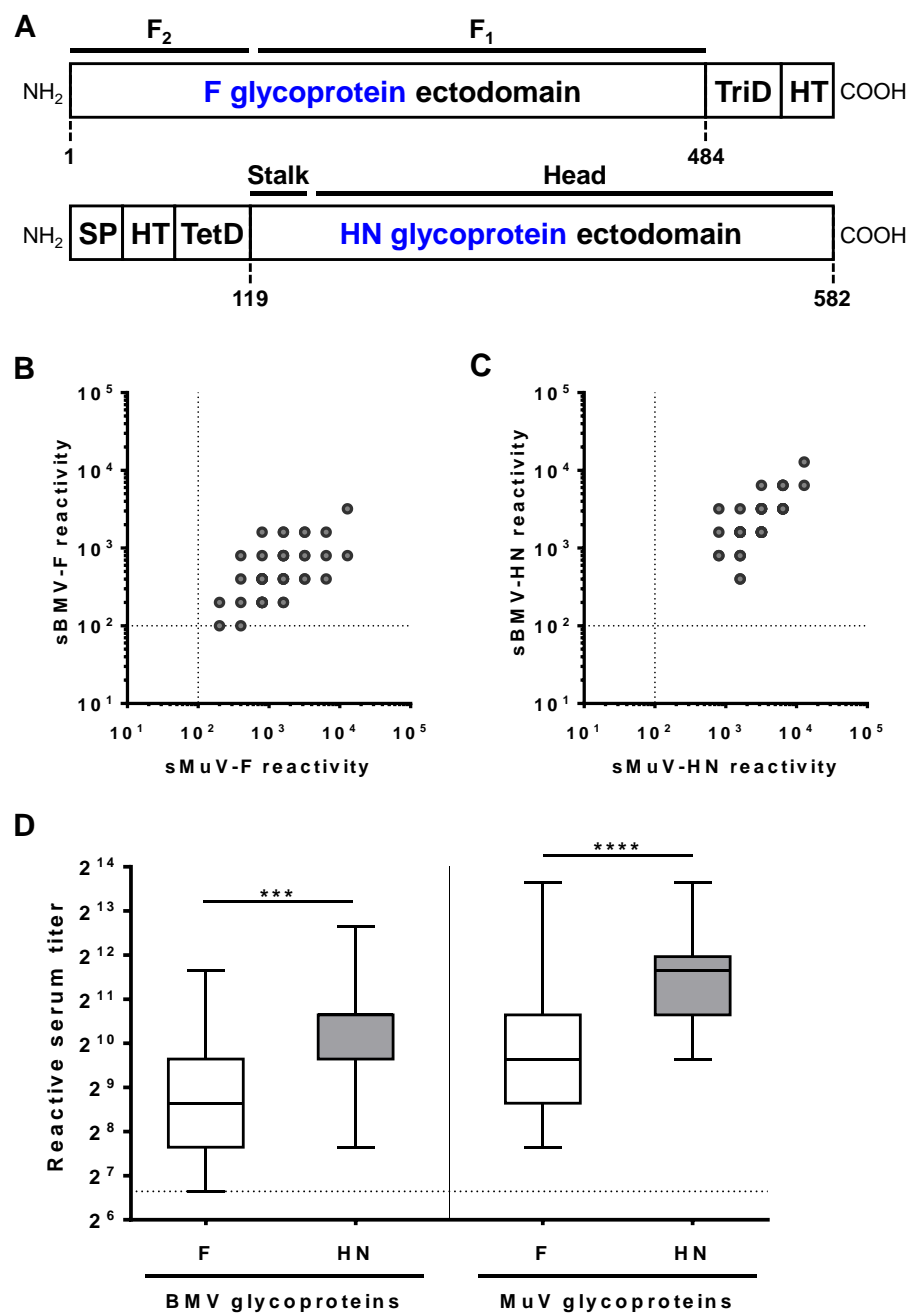 A
F2 F1
NH2 F glycoprotein ectodomain TriD HT COOH
1 484
Stalk Head
NH2 SP HT TetD HN glycoprotein ectodomain COOH
119 582
B
sBMV-F reactivity
10^5
10^4
10^3
10^2
10^1
10^1 10^2 10^3 10^4 10^5
sMuV-F reactivity
C
sBMV-HN reactivity
10^5
10^4
10^3
10^2
10^1
10^1 10^2 10^3 10^4 10^5
sMuV-HN reactivity
D
Reactive serum titer
2^14
2^13
2^12
2^11
2^10
2^9
2^8
2^7
2^6
*** ****
F HN F HN
BMV glycoproteins MuV glycoproteins